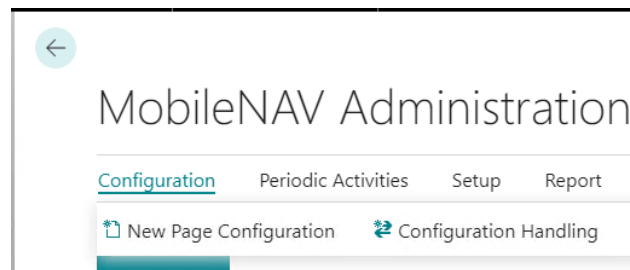 MobileNAV Administration
Configuration Periodic Activities Setup Report
New Page Configuration Configuration Handling